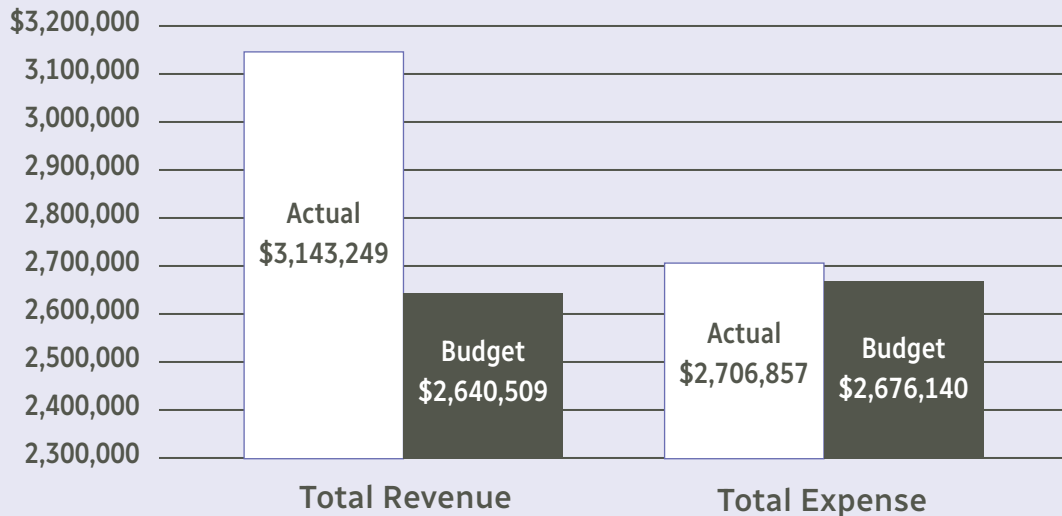 $3,200,000
3,100,000
3,000,000
2,900,000
2,800,000
2,700,000
2,600,000
2,500,000
2,400,000
2,300,000
Actual
$3,143,249
Budget
$2,640,509
Actual
$2,706,857
Budget
$2,676,140
Total Revenue
Total Expense